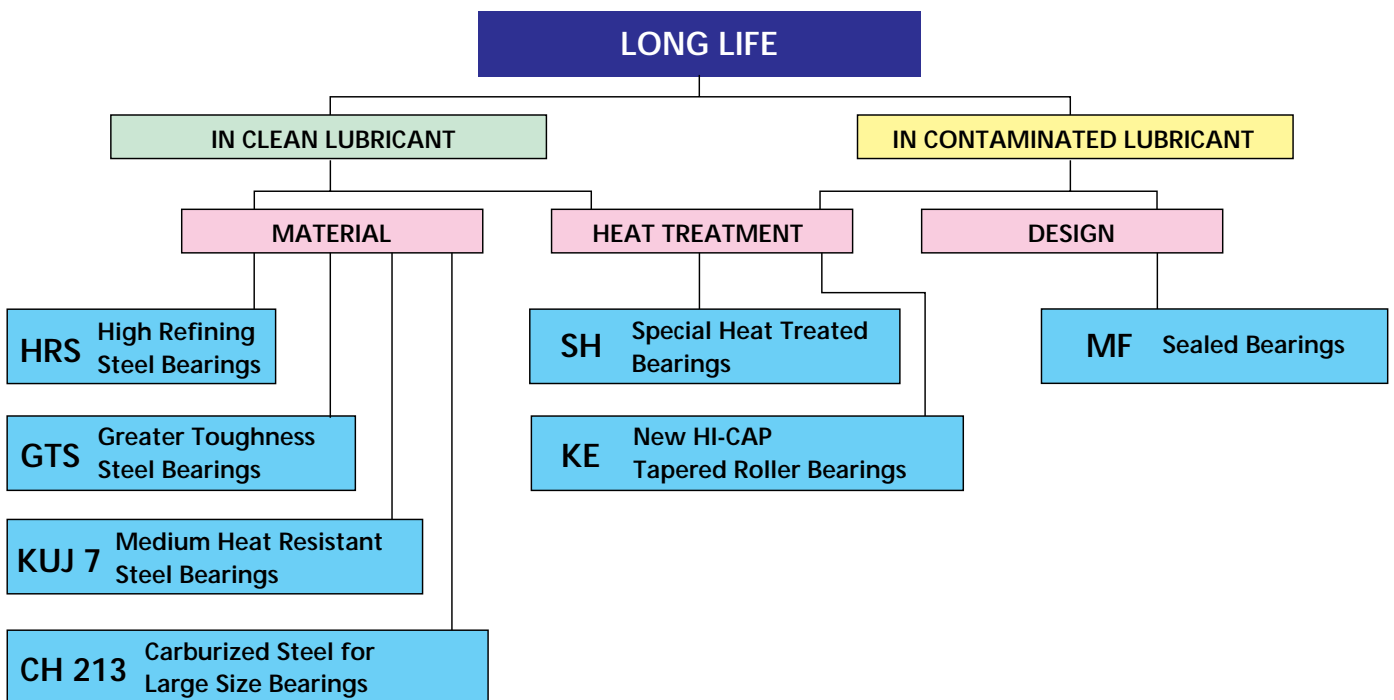 LONG LIFE
IN CLEAN LUBRICANT
IN CONTAMINATED LUBRICANT
MATERIAL
HEAT TREATMENT
DESIGN
HRS
High Refining
Steel Bearings
SH
Special Heat Treated
Bearings
MF
Sealed Bearings
GTS
Greater Toughness
Steel Bearings
KE
New HI-CAP
Tapered Roller Bearings
KUJ 7
Medium Heat Resistant
Steel Bearings
CH 213
Carburized Steel for
Large Size Bearings